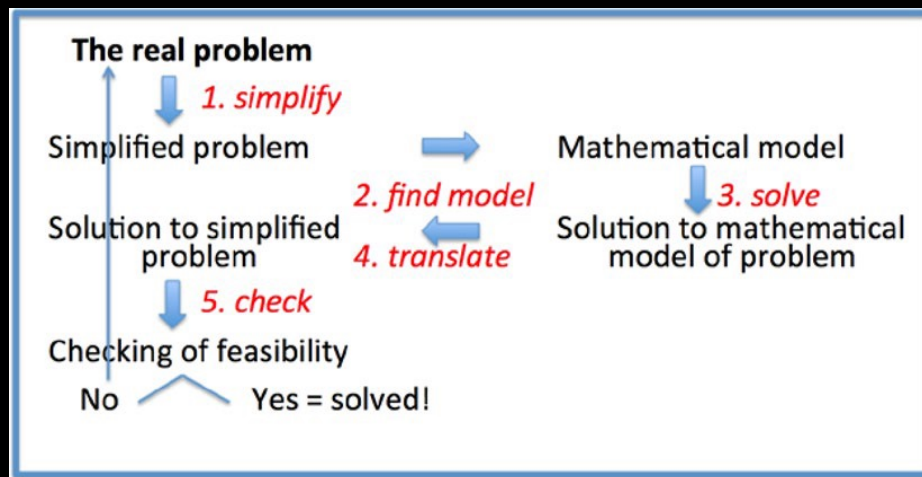 The real problem
1. simplify
Simplified problem
Mathematical model
2. find model
3. solve
Solution to simplified
problem
4. translate
Solution to mathematical
model of problem
5. check
Checking of feasibility
No
Yes = solved!